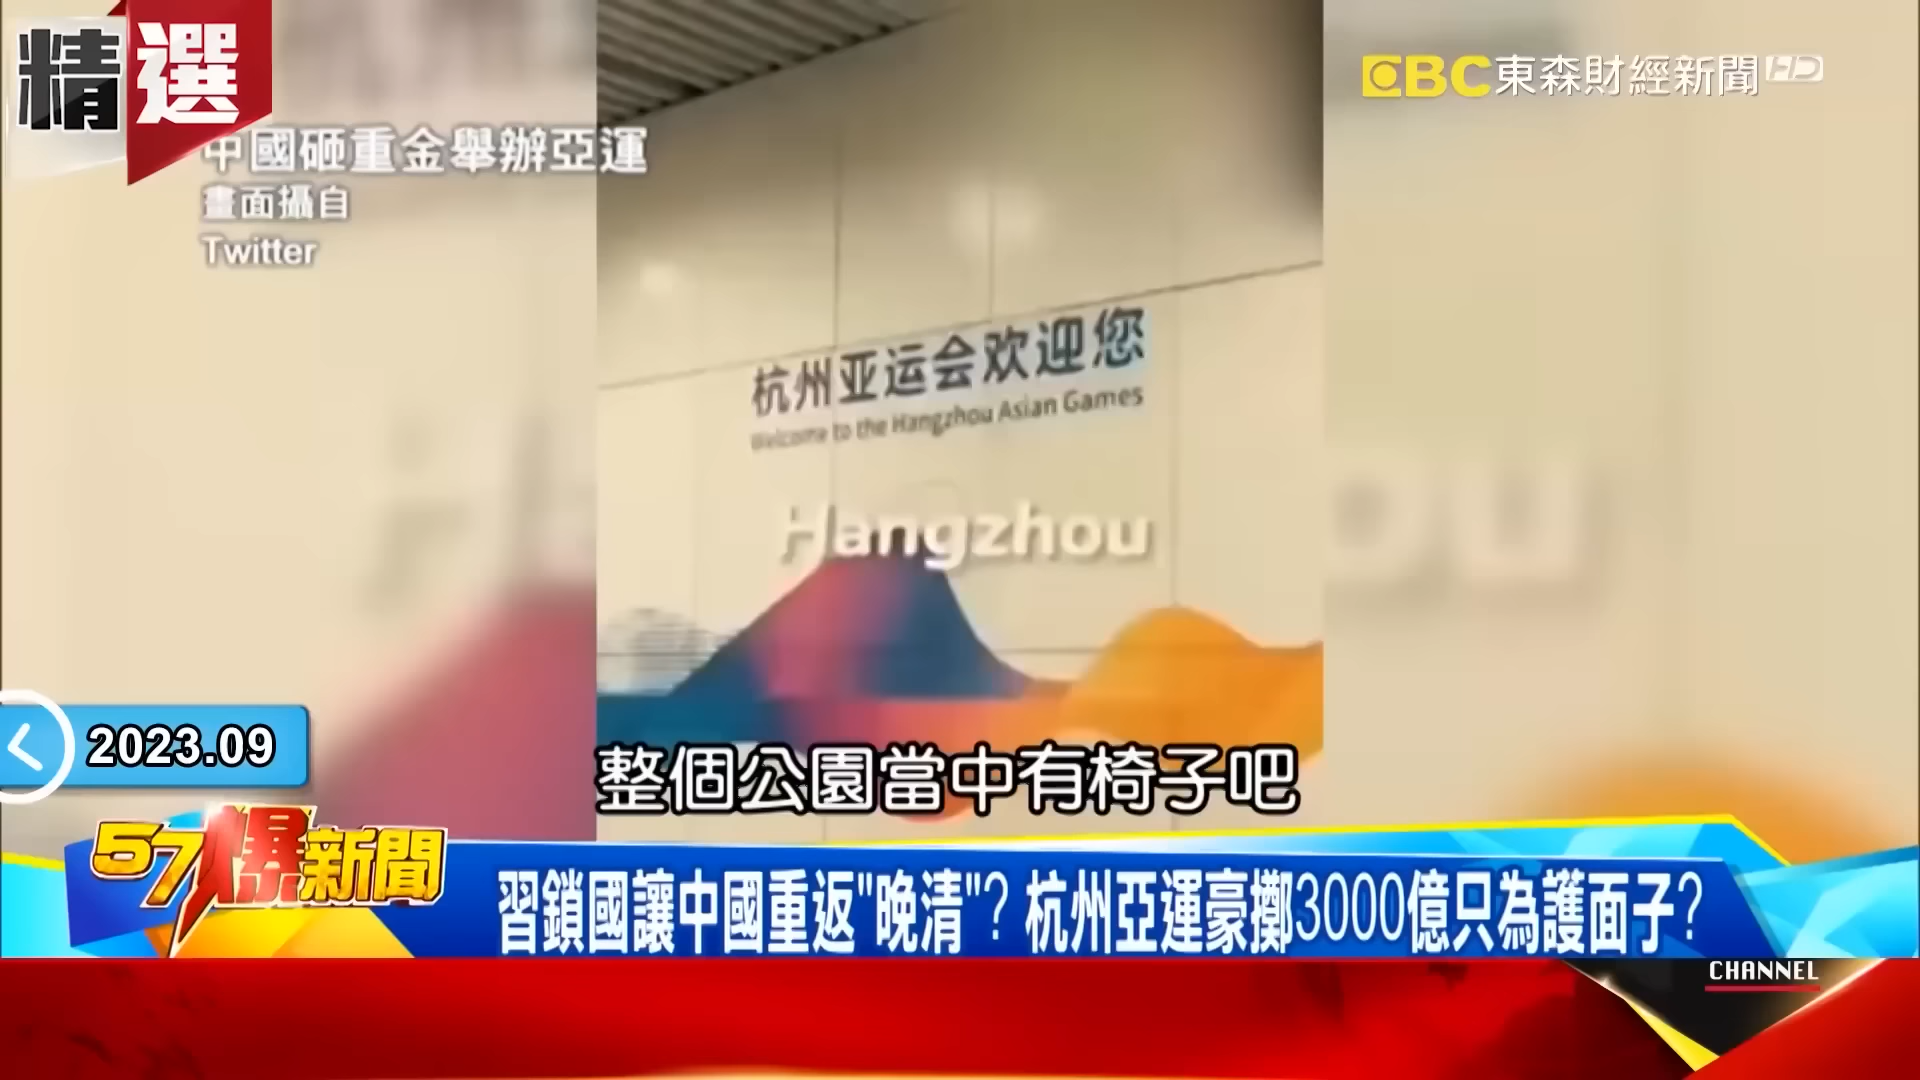 精選
EBC東森財經新聞HD
中國砸重金舉辦亞運
畫面攝自
Twitter
杭州亚运会欢迎您
Welcome to the Hangzhou Asian Games
Hangzhou
2023.09
整個公園當中有椅子吧
57爆新聞
習鎖國讓中國重返"晚清"? 杭州亞運豪擲3000億只為護面子?
CHANNEL